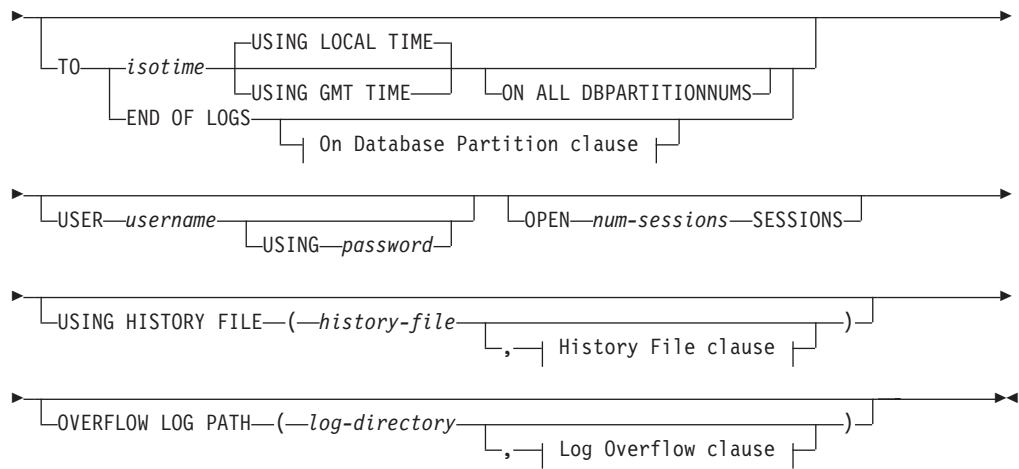 USING LOCAL TIME
TO isotime USING GMT TIME ON ALL DBPARTITIONNUMS
END OF LOGS
On Database Partition clause
USER username OPEN num-sessions SESSIONS
USING password
USING HISTORY FILE ( history-file )
, History File clause
OVERFLOW LOG PATH ( log-directory )
, Log Overflow clause